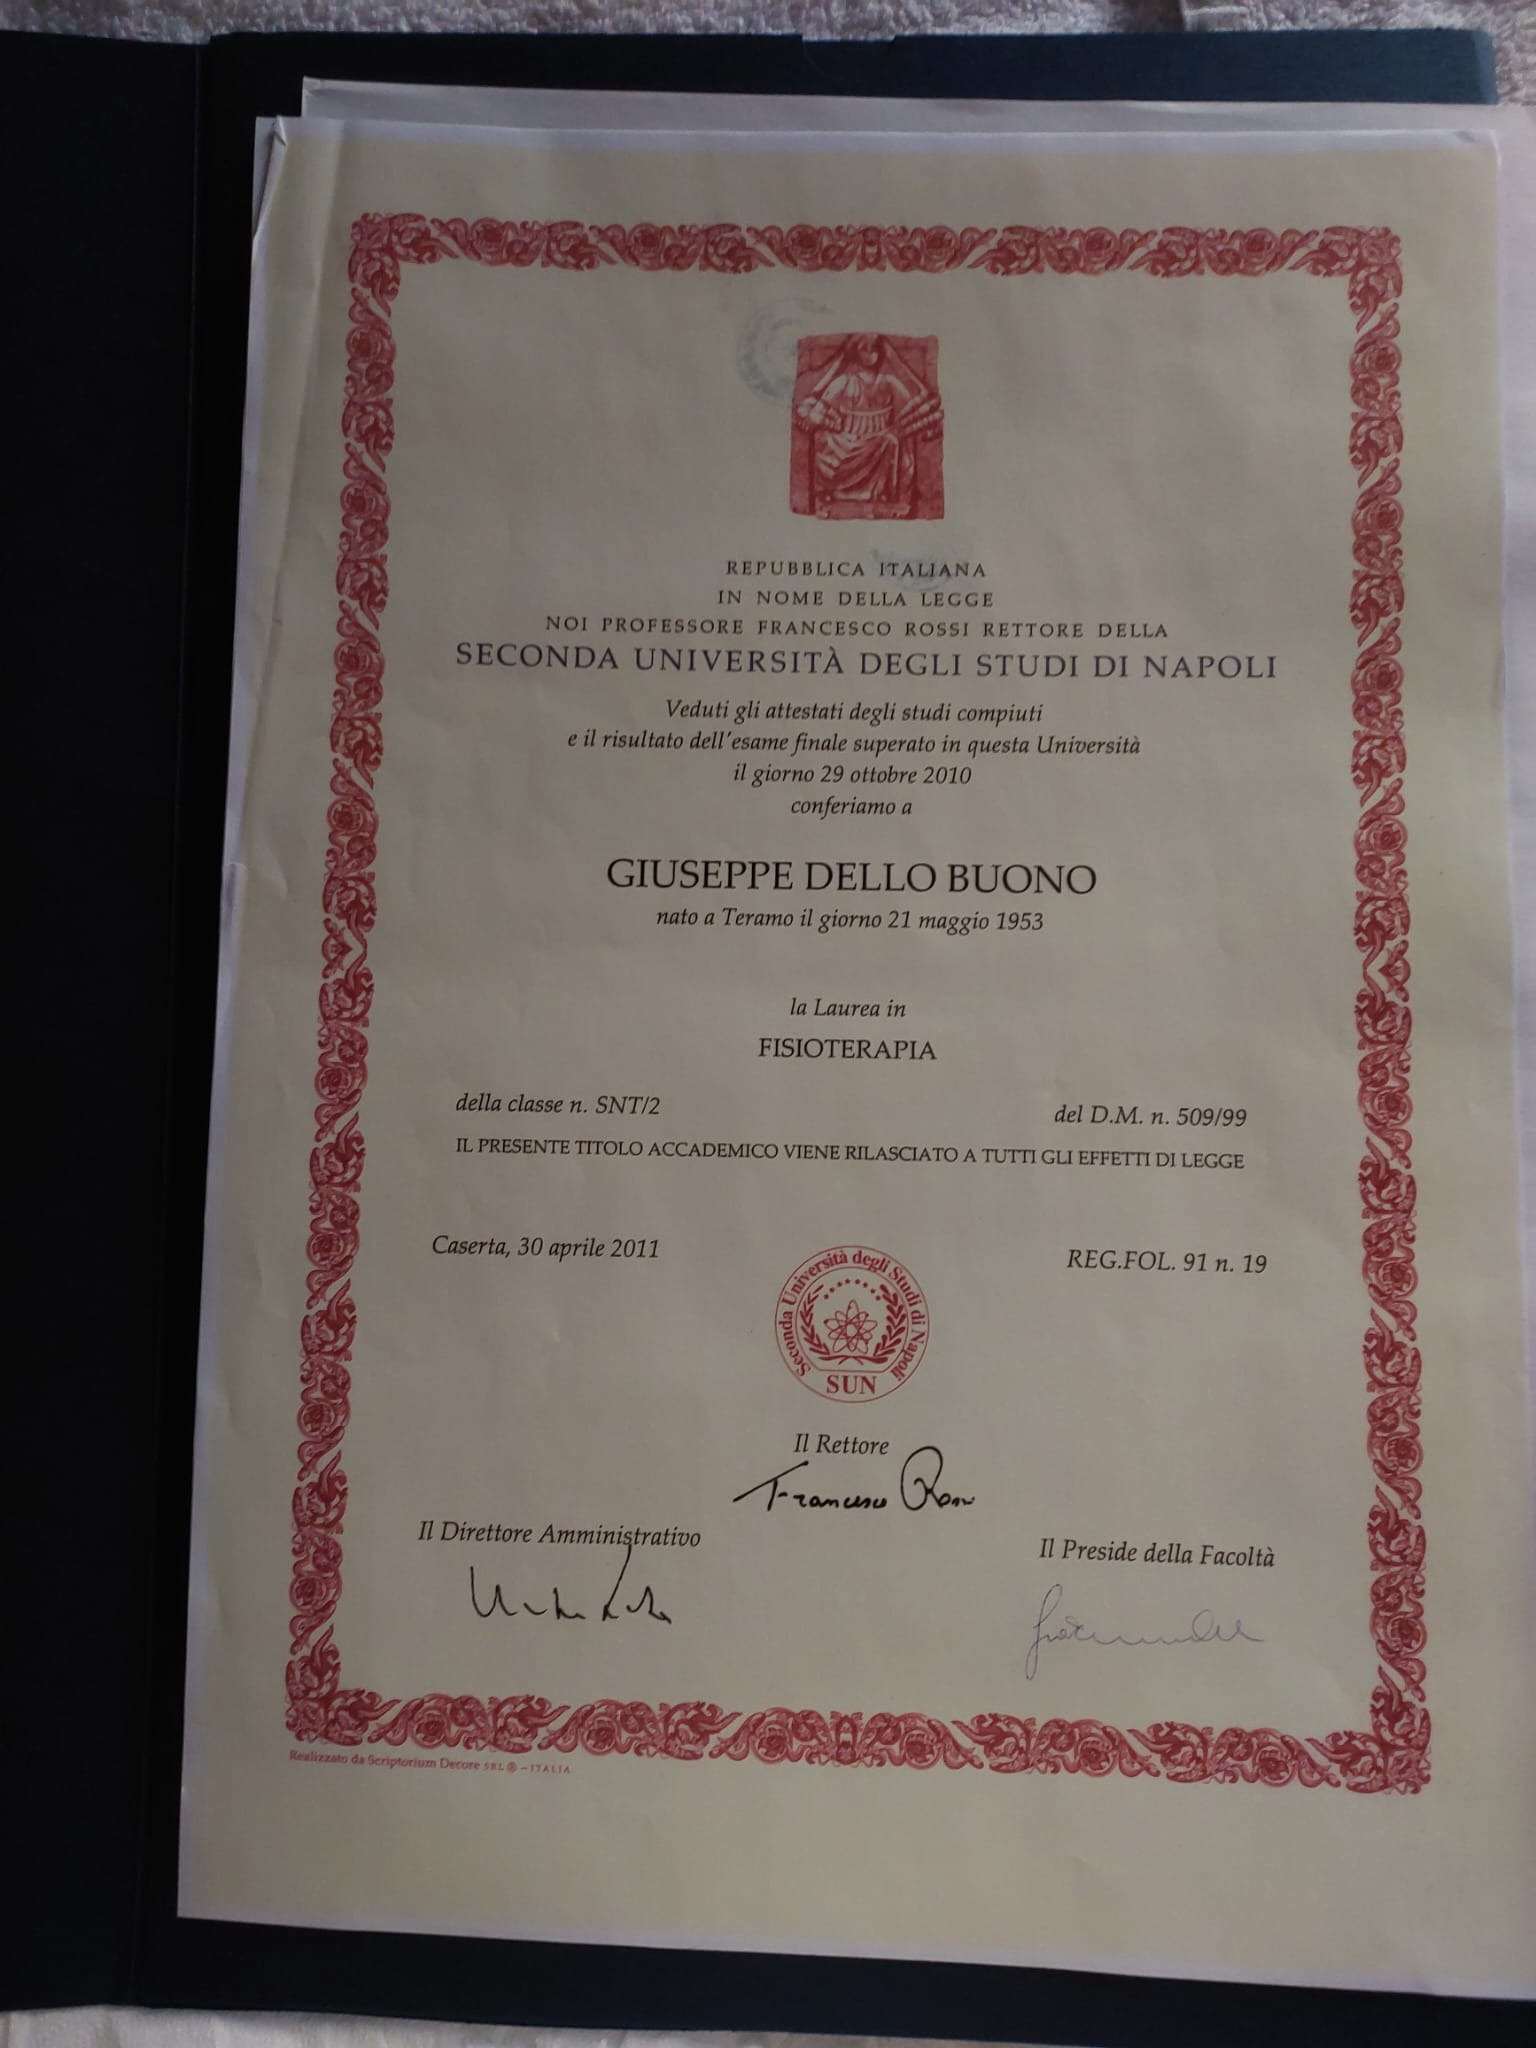 REPUBBLICA ITALIANA
IN NOME DELLA LEGGE
NOI PROFESSORE FRANCESCO ROSSI RETTORE DELLA
SECONDA UNIVERSITÀ DEGLI STUDI DI NAPOLI
Veduti gli attestati degli studi compiuti
e il risultato dell'esame finale superato in questa Università
il giorno 29 ottobre 2010
conferiamo a
GIUSEPPE DELLO BUONO
nato a Teramo il giorno 21 maggio 1953
la Laurea in
FISIOTERAPIA
della classe n. SNT/2 del D.M. n. 509/99
IL PRESENTE TITOLO ACCADEMICO VIENE RILASCIATO A TUTTI GLI EFFETTI DI LEGGE
Caserta, 30 aprile 2011 REG.FOL. 91 n. 19
Seconda Università degli Studi di Napoli
SUN
Il Rettore
Francesco Rossi
Il Direttore Amministrativo
Il Preside della Facoltà
Realizzato da Scriptorium Decore SRL ® - ITALIA